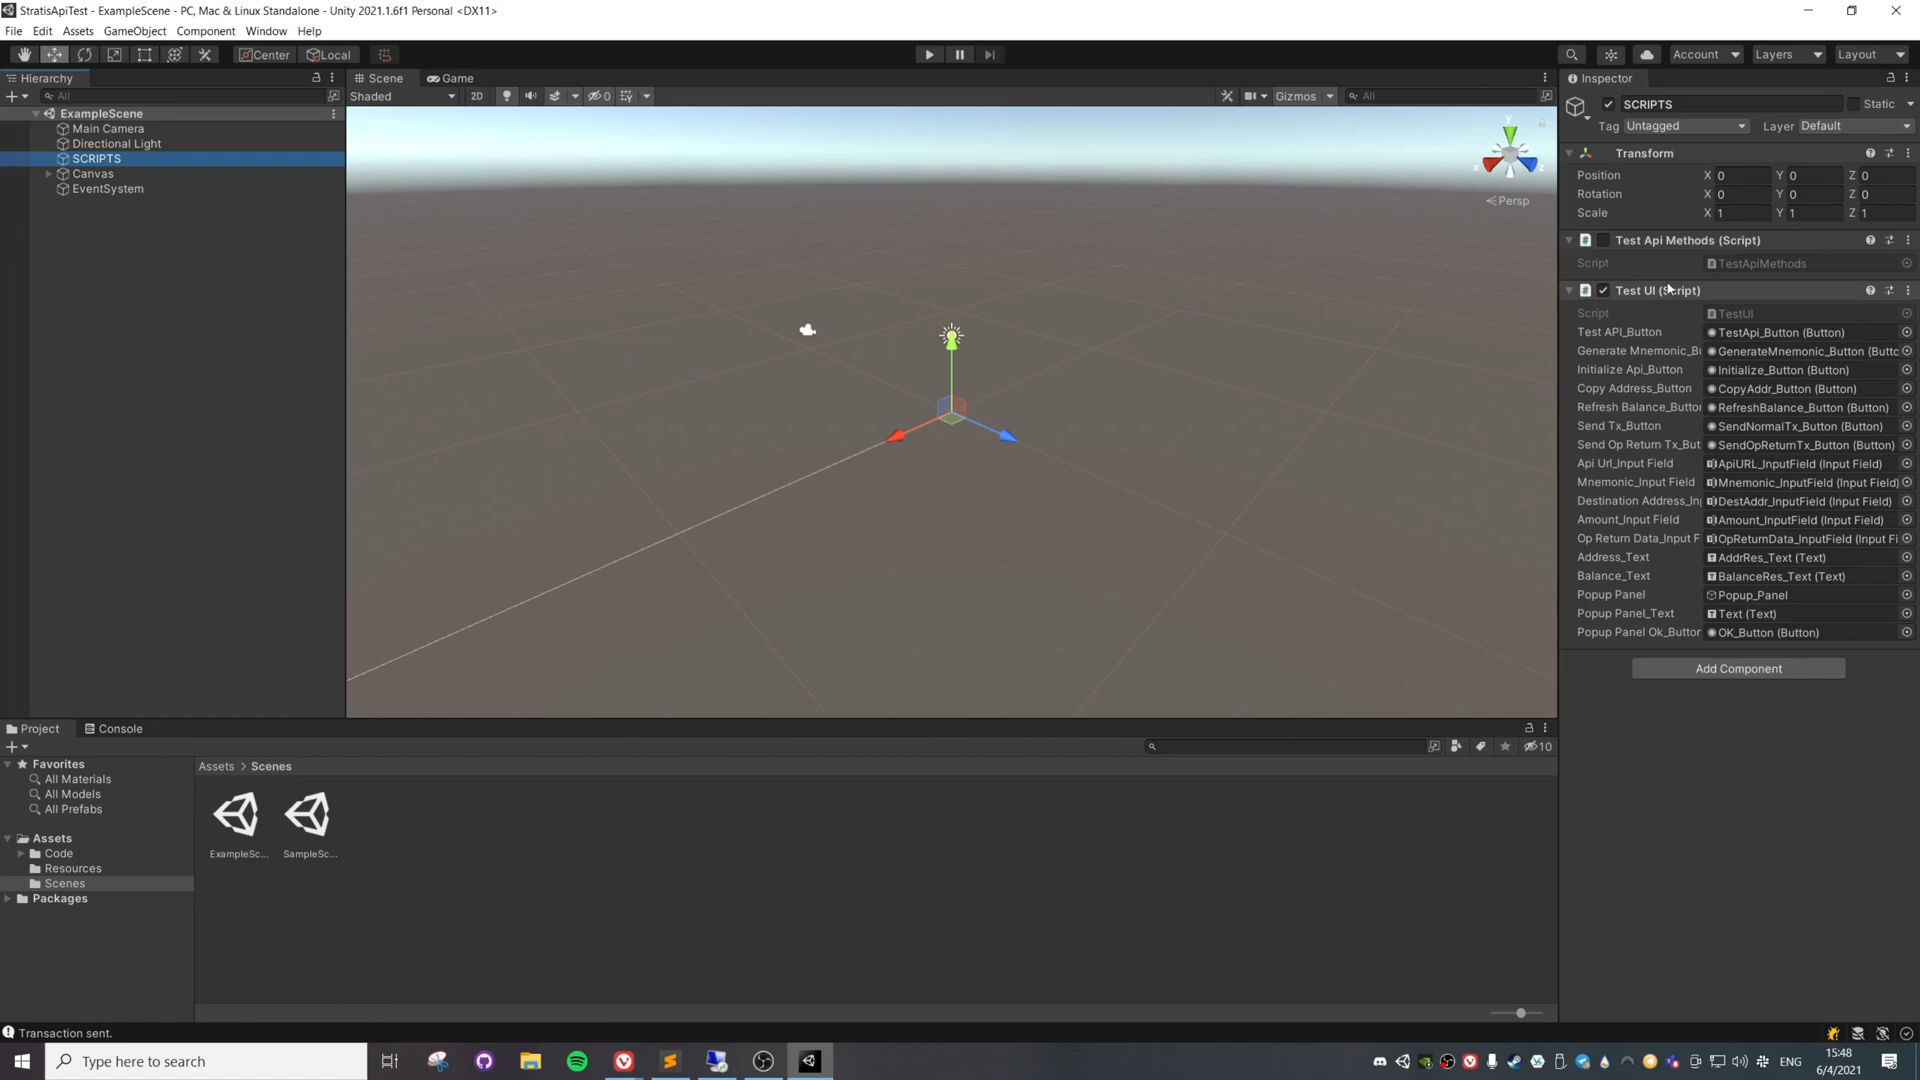 StratisApiTest - ExampleScene - PC, Mac & Linux Standalone - Unity 2021.1.6f1 Personal <DX11>
File Edit Assets GameObject Component Window Help
Center Local Account Layers Layout
Hierarchy
All
ExampleScene
Main Camera
Directional Light
SCRIPTS
Canvas
EventSystem
Scene Game
Shaded 2D 0 Gizmos All
y
x z
Persp
Inspector
SCRIPTS Static
Tag Untagged Layer Default
Transform
Position X 0 Y 0 Z 0
Rotation X 0 Y 0 Z 0
Scale X 1 Y 1 Z 1
Test Api Methods (Script)
Script TestApiMethods
Test UI (Script)
Script TestUI
Test API_Button TestApi_Button (Button)
Generate Mnemonic_Bu GenerateMnemonic_Button (Butto
Initialize Api_Button Initialize_Button (Button)
Copy Address_Button CopyAddr_Button (Button)
Refresh Balance_Button RefreshBalance_Button (Button)
Send Tx_Button SendNormalTx_Button (Button)
Send Op Return Tx_But SendOpReturnTx_Button (Button)
Api Url_Input Field ApiURL_InputField (Input Field)
Mnemonic_Input Field Mnemonic_InputField (Input Field)
Destination Address_In DestAddr_InputField (Input Field)
Amount_Input Field Amount_InputField (Input Field)
Op Return Data_Input F OpReturnData_InputField (Input Fi
Address_Text AddrRes_Text (Text)
Balance_Text BalanceRes_Text (Text)
Popup Panel Popup_Panel
Popup Panel_Text Text (Text)
Popup Panel Ok_Button OK_Button (Button)
Add Component
Project Console
10
Favorites
All Materials
All Models
All Prefabs
Assets
Code
Resources
Scenes
Packages
Assets > Scenes
ExampleSc... SampleSc...
Transaction sent.
Type here to search
ENG
15:48
6/4/2021